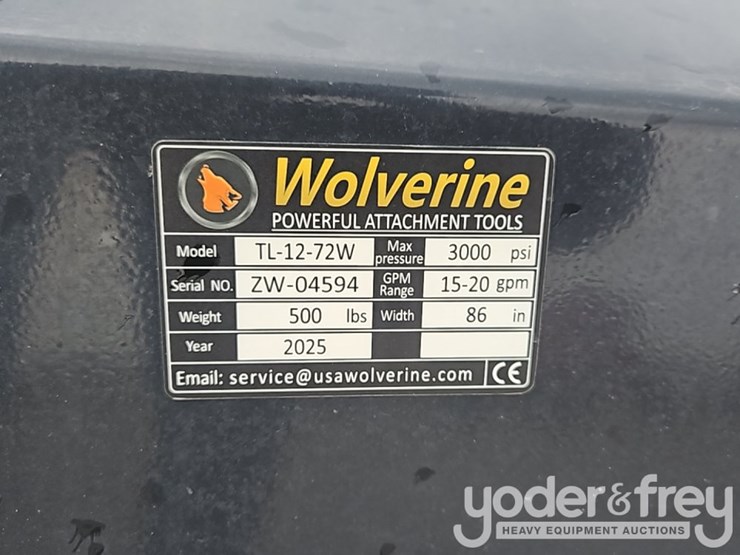 Wolverine
POWERFUL ATTACHMENT TOOLS
Model TL-12-72W Max pressure 3000 psi
Serial NO. ZW-04594 GPM Range 15-20 gpm
Weight 500 lbs Width 86 in
Year 2025
Email: service@usawolverine.com CE
yoder&frey
HEAVY EQUIPMENT AUCTIONS